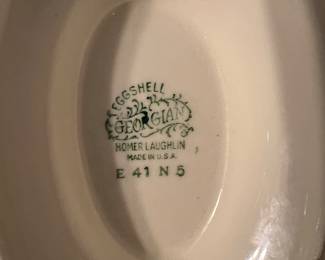 EGGSHELL
GEORGIAN
HOMER LAUGHLIN
MADE IN U.S.A.
E 41 N 5